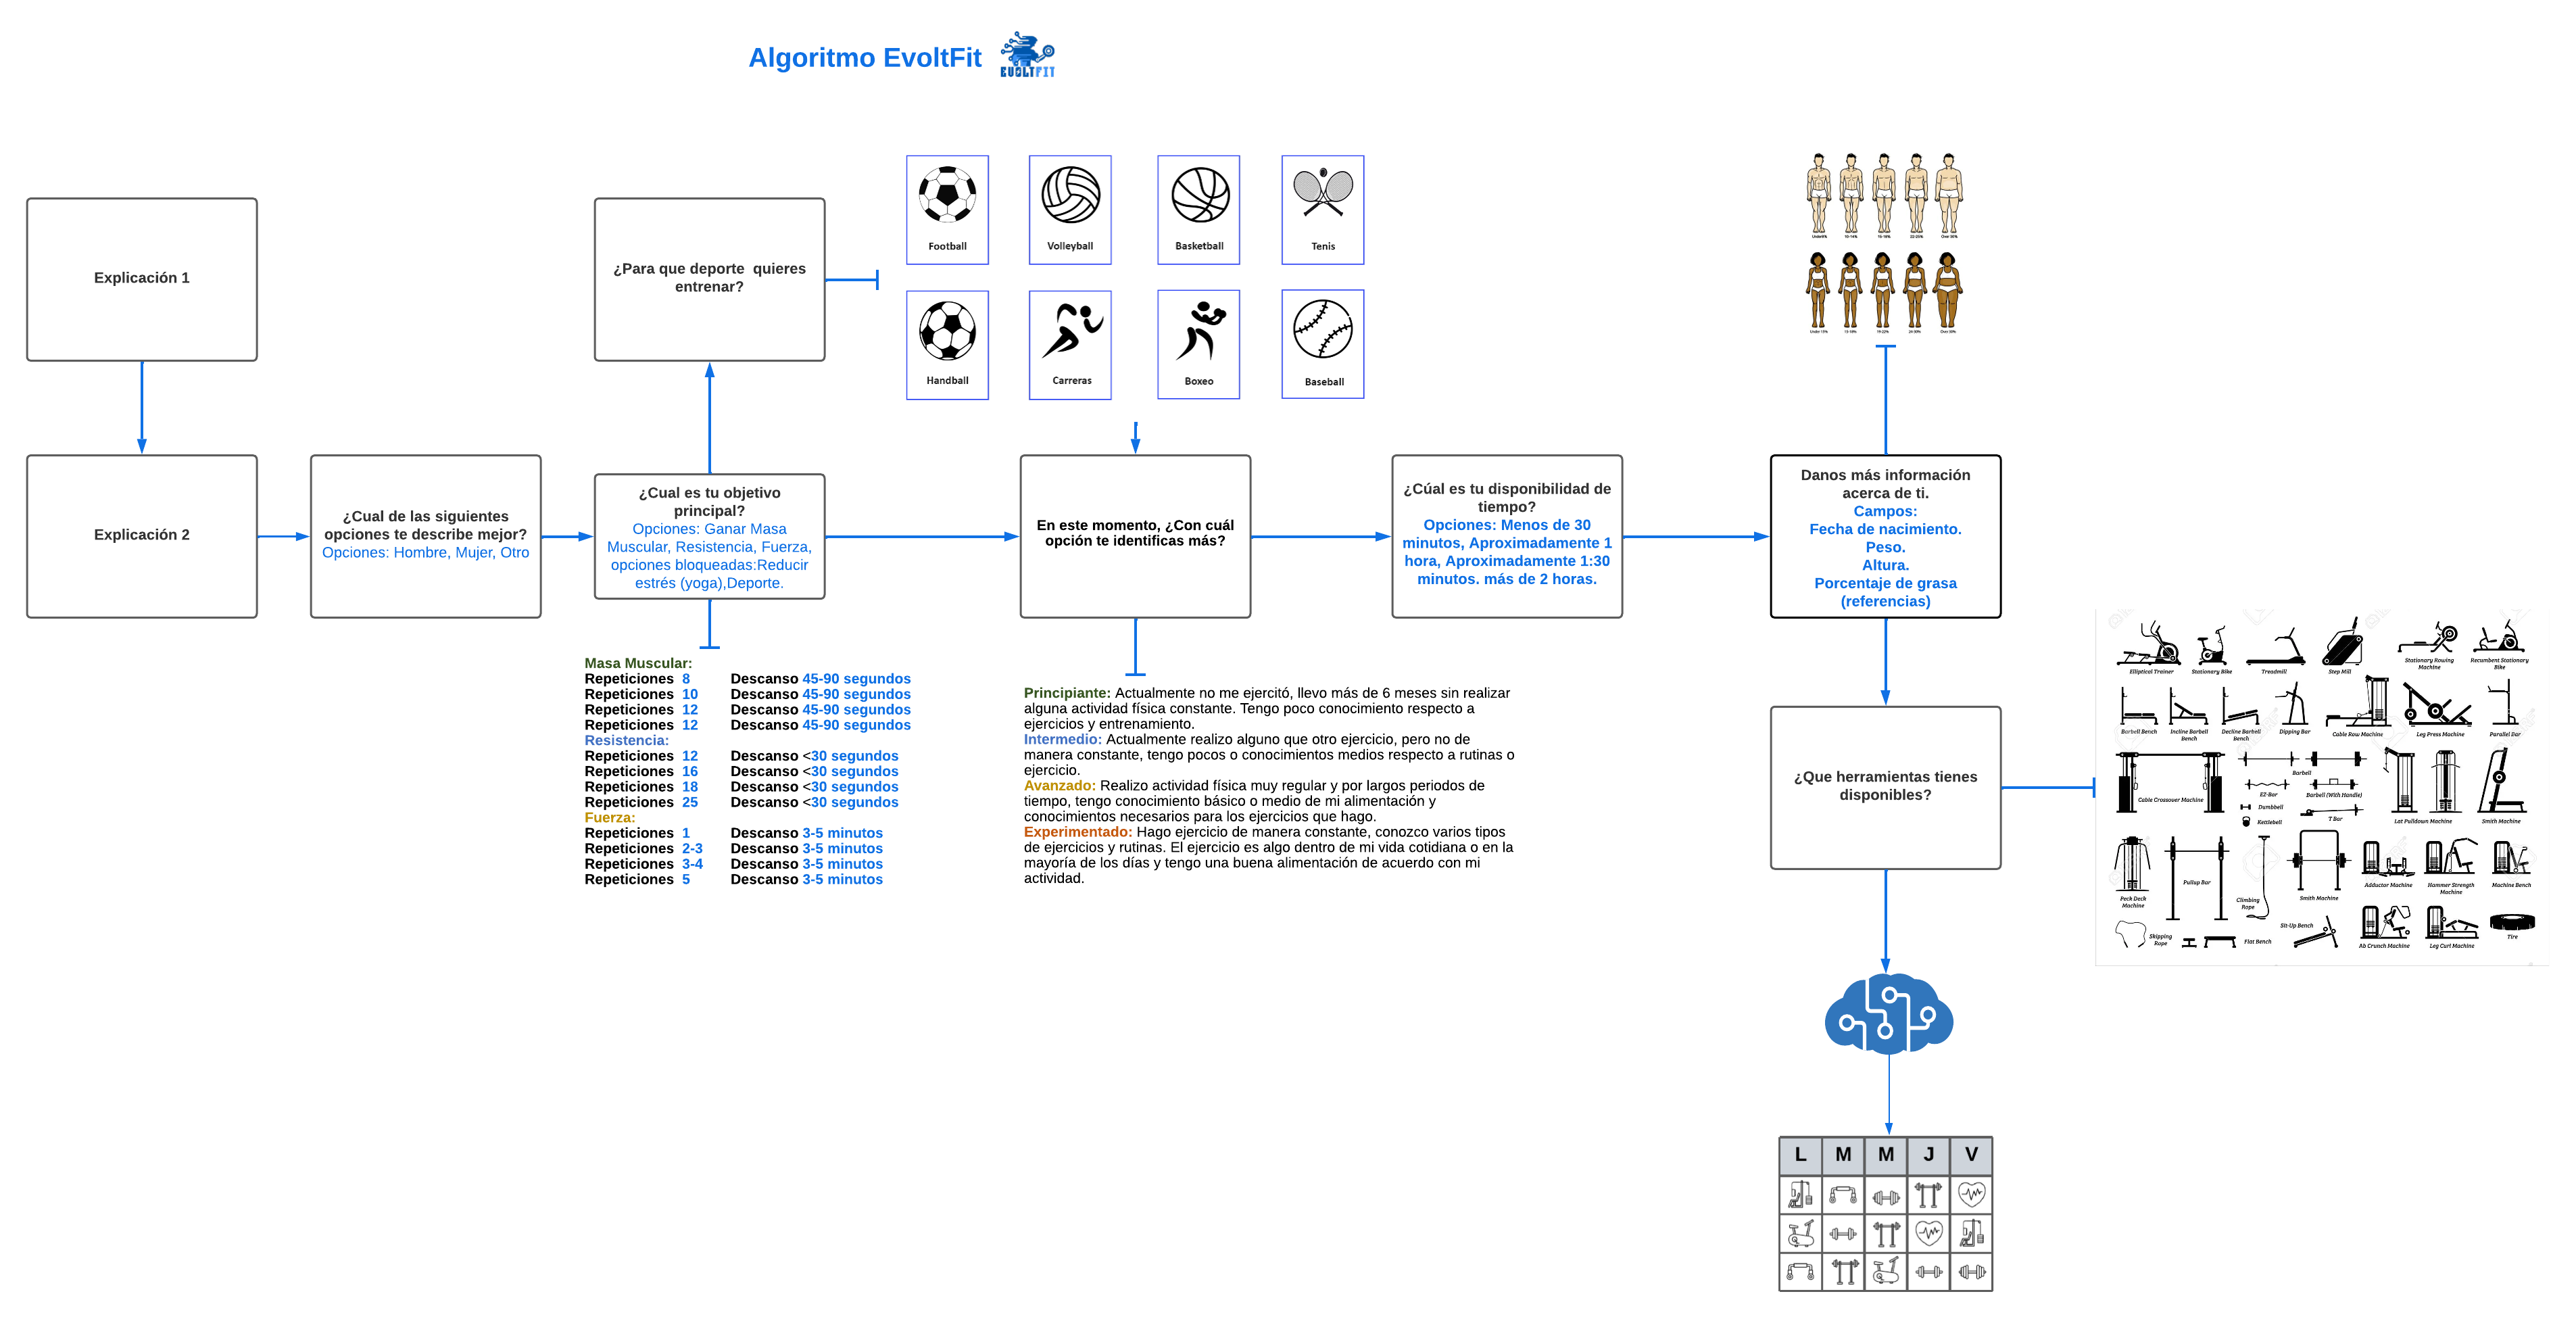 Algoritmo EvoltFit
EVOLTFIT
Explicación 1
¿Para que deporte  quieres
entrenar?
Football
Volleyball
Basketball
Tenis
Handball
Carreras
Boxeo
Baseball
Explicación 2
¿Cual de las siguientes
opciones te describe mejor?
Opciones: Hombre, Mujer, Otro
¿Cual es tu objetivo
principal?
Opciones: Ganar Masa
Muscular, Resistencia, Fuerza,
opciones bloqueadas:Reducir
estrés (yoga),Deporte.
En este momento, ¿Con cuál
opción te identificas más?
¿Cúal es tu disponibilidad de
tiempo?
Opciones: Menos de 30
minutos, Aproximadamente 1
hora, Aproximadamente 1:30
minutos. más de 2 horas.
Danos más información
acerca de ti.
Campos:
Fecha de nacimiento.
Peso.
Altura.
Porcentaje de grasa
(referencias)
Masa Muscular:
Repeticiones 8 Descanso 45-90 segundos
Repeticiones 10 Descanso 45-90 segundos
Repeticiones 12 Descanso 45-90 segundos
Repeticiones 12 Descanso 45-90 segundos
Resistencia:
Repeticiones 12 Descanso <30 segundos
Repeticiones 16 Descanso <30 segundos
Repeticiones 18 Descanso <30 segundos
Repeticiones 25 Descanso <30 segundos
Fuerza:
Repeticiones 1 Descanso 3-5 minutos
Repeticiones 2-3 Descanso 3-5 minutos
Repeticiones 3-4 Descanso 3-5 minutos
Repeticiones 5 Descanso 3-5 minutos
Principiante: Actualmente no me ejercitó, llevo más de 6 meses sin realizar
alguna actividad física constante. Tengo poco conocimiento respecto a
ejercicios y entrenamiento.
Intermedio: Actualmente realizo alguno que otro ejercicio, pero no de
manera constante, tengo pocos o conocimientos medios respecto a rutinas o
ejercicio.
Avanzado: Realizo actividad física muy regular y por largos periodos de
tiempo, tengo conocimiento básico o medio de mi alimentación y
conocimientos necesarios para los ejercicios que hago.
Experimentado: Hago ejercicio de manera constante, conozco varios tipos
de ejercicios y rutinas. El ejercicio es algo dentro de mi vida cotidiana o en la
mayoría de los días y tengo una buena alimentación de acuerdo con mi
actividad.
¿Que herramientas tienes
disponibles?
Elliptical Trainer
Stationary Bike
Treadmill
Step Mill
Stationary Rowing
Machine
Recumbent Stationary
Bike
Barbell Bench
Incline Barbell
Bench
Decline Barbell
Bench
Dipping Bar
Cable Row Machine
Leg Press Machine
Parallel Bar
Cable Crossover Machine
Barbell
EZ-Bar
Barbell (With Handle)
Dumbbell
T Bar
Kettlebell
Lat Pulldown Machine
Smith Machine
Peck Deck
Machine
Pullup Bar
Climbing
Rope
Smith Machine
Adductor Machine
Hammer Strength
Machine
Machine Bench
Skipping
Rope
Flat Bench
Sit-Up Bench
Ab Crunch Machine
Leg Curl Machine
Tire
L M M J V